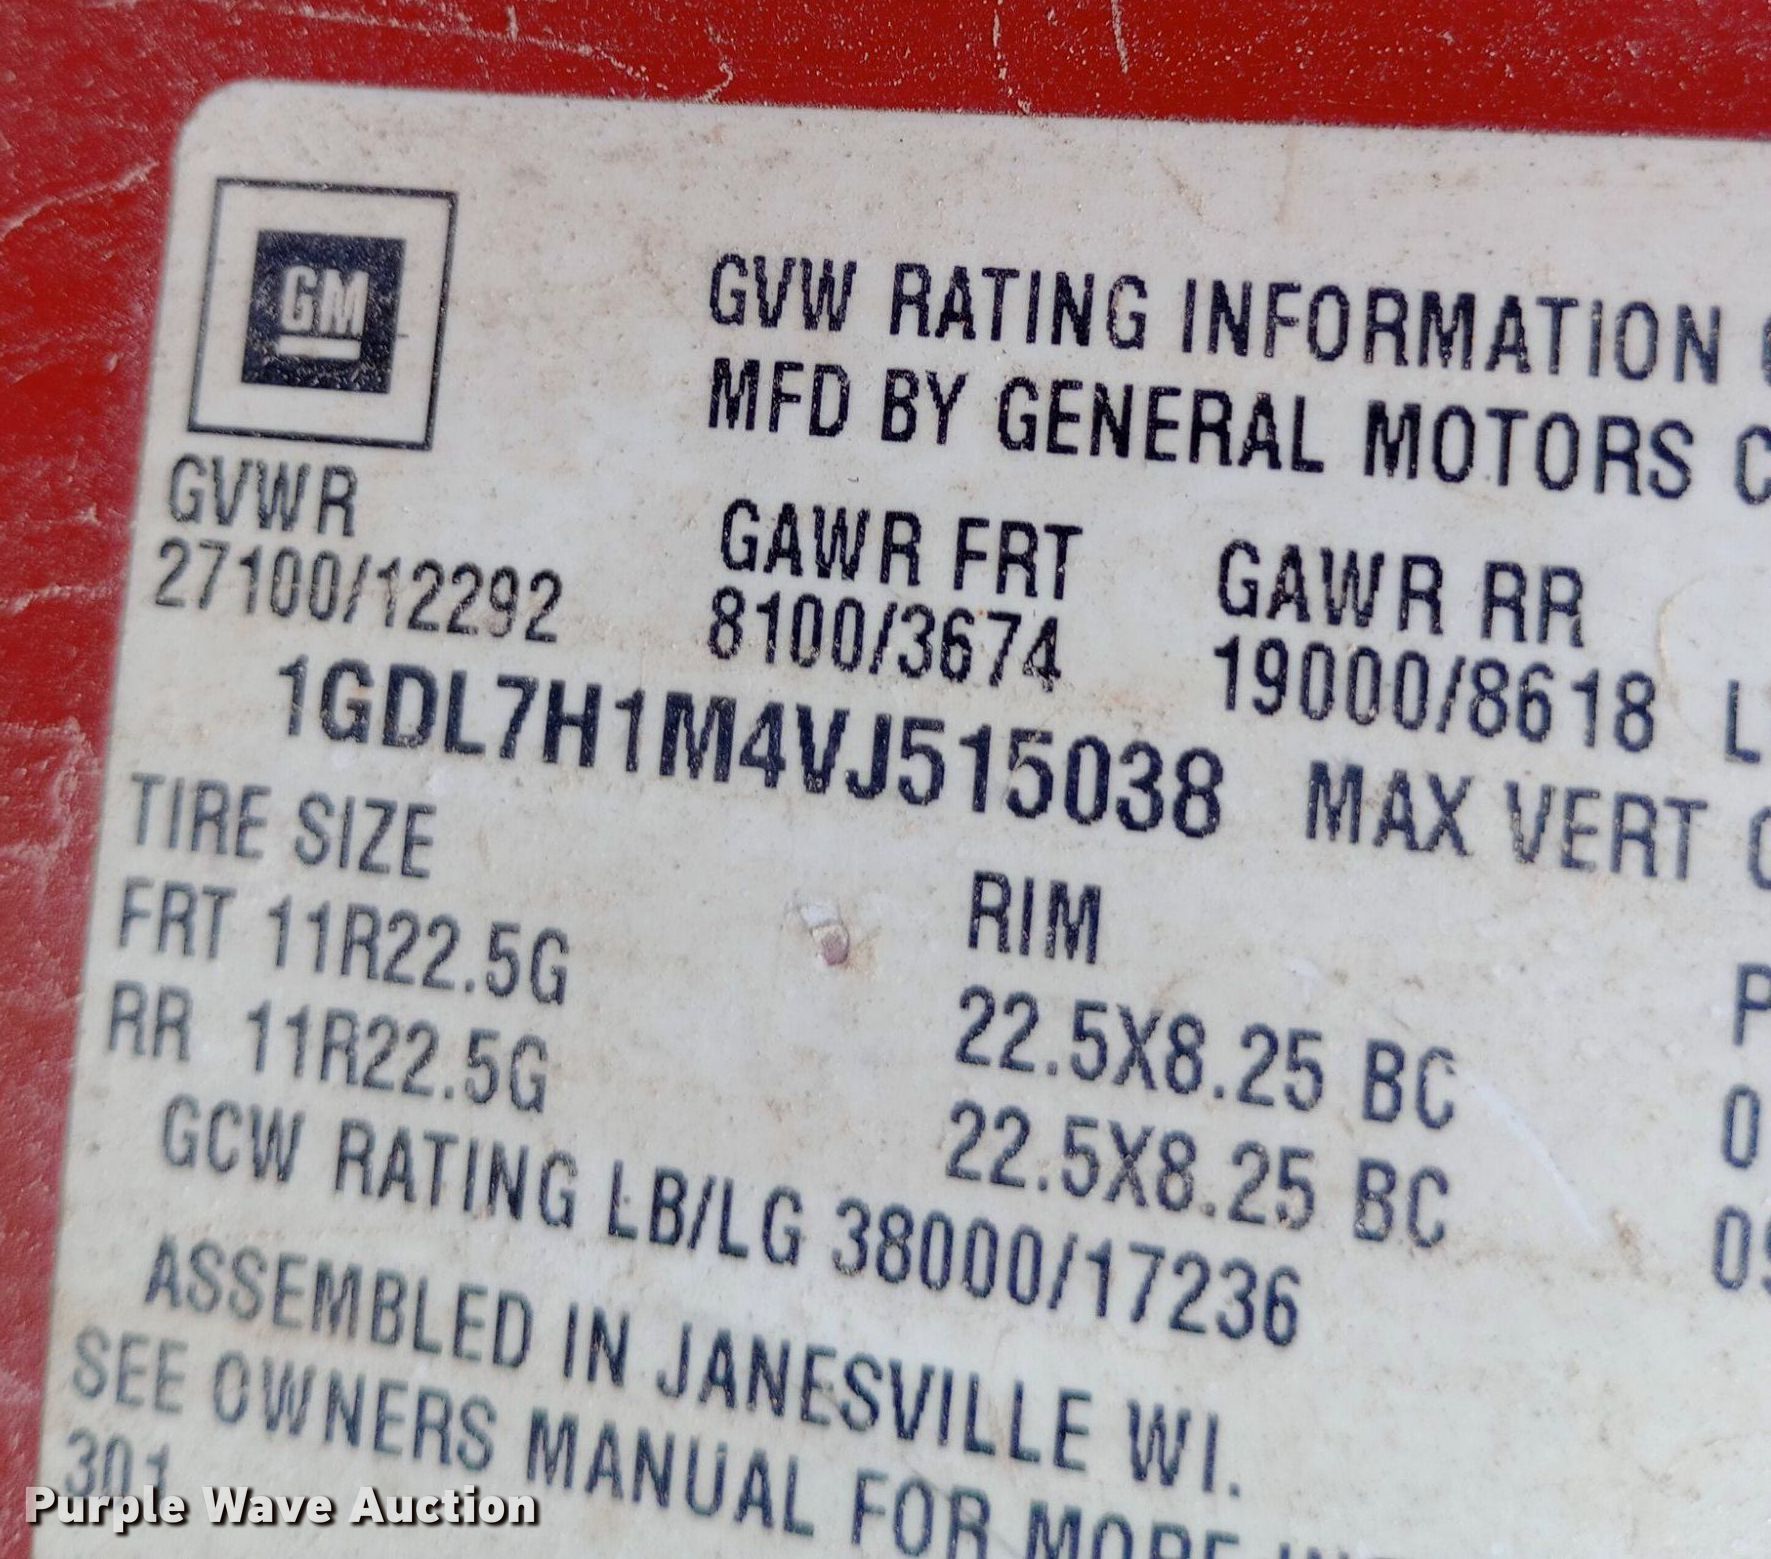 GM
GVW RATING INFORMATION
MFD BY GENERAL MOTORS C
GVWR GAWR FRT GAWR RR
27100/12292 8100/3674 19000/8618 L
1GDL7H1M4VJ515038 MAX VERT
TIRE SIZE RIM P
FRT 11R22.5G 22.5X8.25 BC 0
RR 11R22.5G 22.5X8.25 BC
GCW RATING LB/LG 38000/17236
ASSEMBLED IN JANESVILLE WI.
SEE OWNERS MANUAL FOR MORE
301
Purple Wave Auction